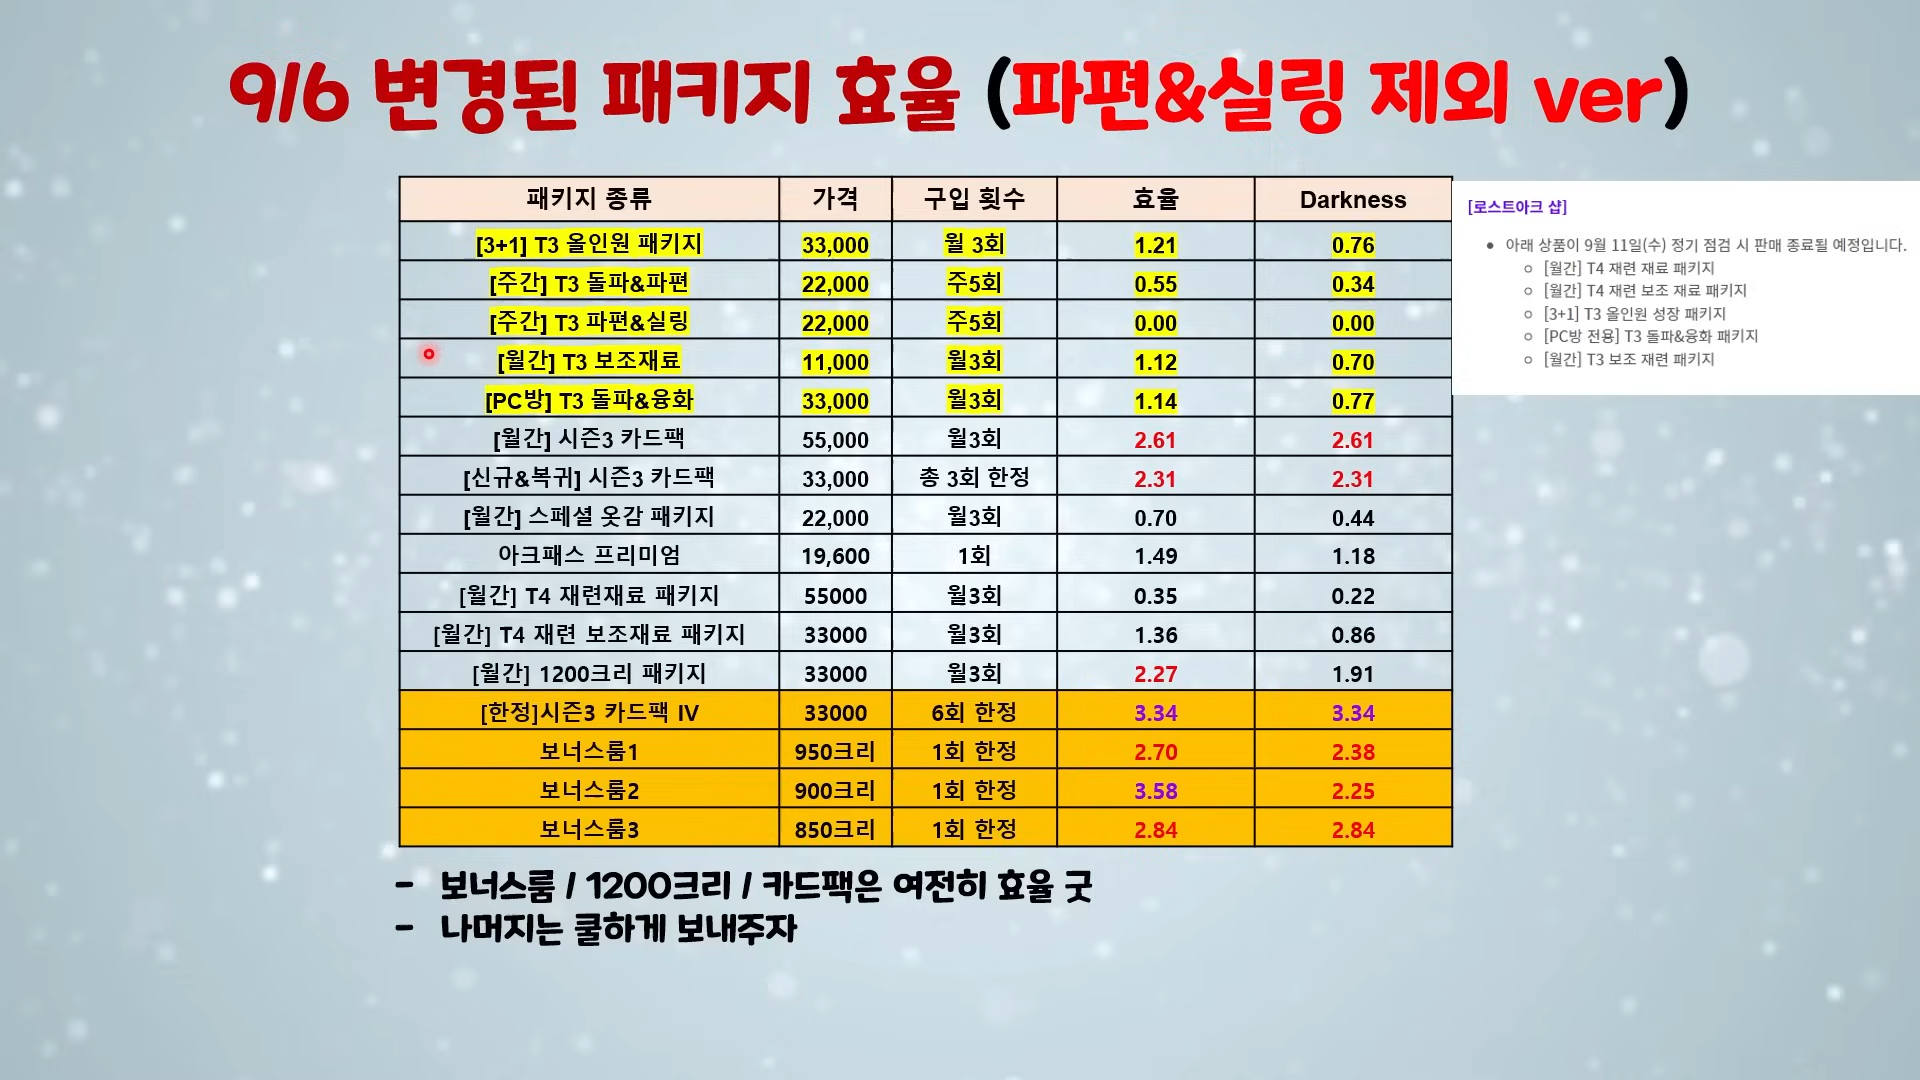 9/6 변경된 패키지 효율 (파편&실링 제외 ver)
패키지 종류 가격 구입 횟수 효율 Darkness
[3+1] T3 올인원 패키지 33,000 월 3회 1.21 0.76
[주간] T3 돌파&파편 22,000 주5회 0.55 0.34
[주간] T3 파편&실링 22,000 주5회 0.00 0.00
[월간] T3 보조재료 11,000 월3회 1.12 0.70
[PC방] T3 돌파&융화 33,000 월3회 1.14 0.77
[월간] 시즌3 카드팩 55,000 월3회 2.61 2.61
[신규&복귀] 시즌3 카드팩 33,000 총 3회 한정 2.31 2.31
[월간] 스페셜 옷감 패키지 22,000 월3회 0.70 0.44
아크패스 프리미엄 19,600 1회 1.49 1.18
[월간] T4 재련재료 패키지 55000 월3회 0.35 0.22
[월간] T4 재련 보조재료 패키지 33000 월3회 1.36 0.86
[월간] 1200크리 패키지 33000 월3회 2.27 1.91
[한정]시즌3 카드팩 IV 33000 6회 한정 3.34 3.34
보너스룸1 950크리 1회 한정 2.70 2.38
보너스룸2 900크리 1회 한정 3.58 2.25
보너스룸3 850크리 1회 한정 2.84 2.84
[로스트아크 샵]
• 아래 상품이 9월 11일(수) 정기 점검 시 판매 종료될 예정입니다.
○ [월간] T4 재련 재료 패키지
○ [월간] T4 재련 보조 재료 패키지
○ [3+1] T3 올인원 성장 패키지
○ [PC방 전용] T3 돌파&융화 패키지
○ [월간] T3 보조 재련 패키지
- 보너스룸 / 1200크리 / 카드팩은 여전히 효율 굿
- 나머지는 쿨하게 보내주자